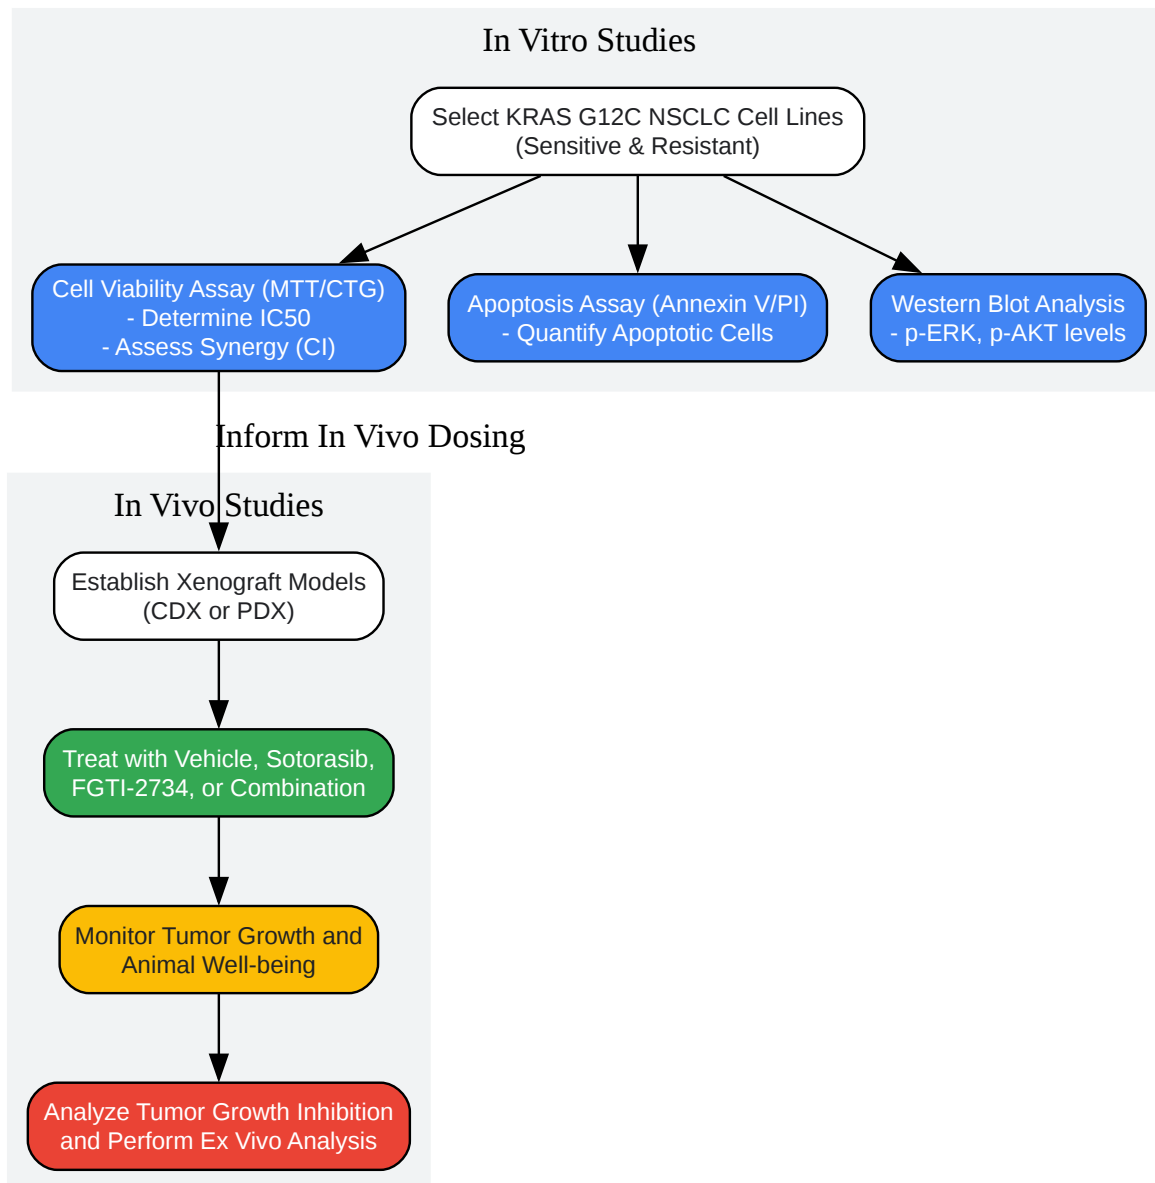 In Vitro Studies
Select KRAS G12C NSCLC Cell Lines
(Sensitive & Resistant)
Cell Viability Assay (MTT/CTG)
- Determine IC50
- Assess Synergy (CI)
Apoptosis Assay (Annexin V/PI)
- Quantify Apoptotic Cells
Western Blot Analysis
- p-ERK, p-AKT levels
Inform In Vivo Dosing
In Vivo Studies
Establish Xenograft Models
(CDX or PDX)
Treat with Vehicle, Sotorasib,
FGTI-2734, or Combination
Monitor Tumor Growth and
Animal Well-being
Analyze Tumor Growth Inhibition
and Perform Ex Vivo Analysis